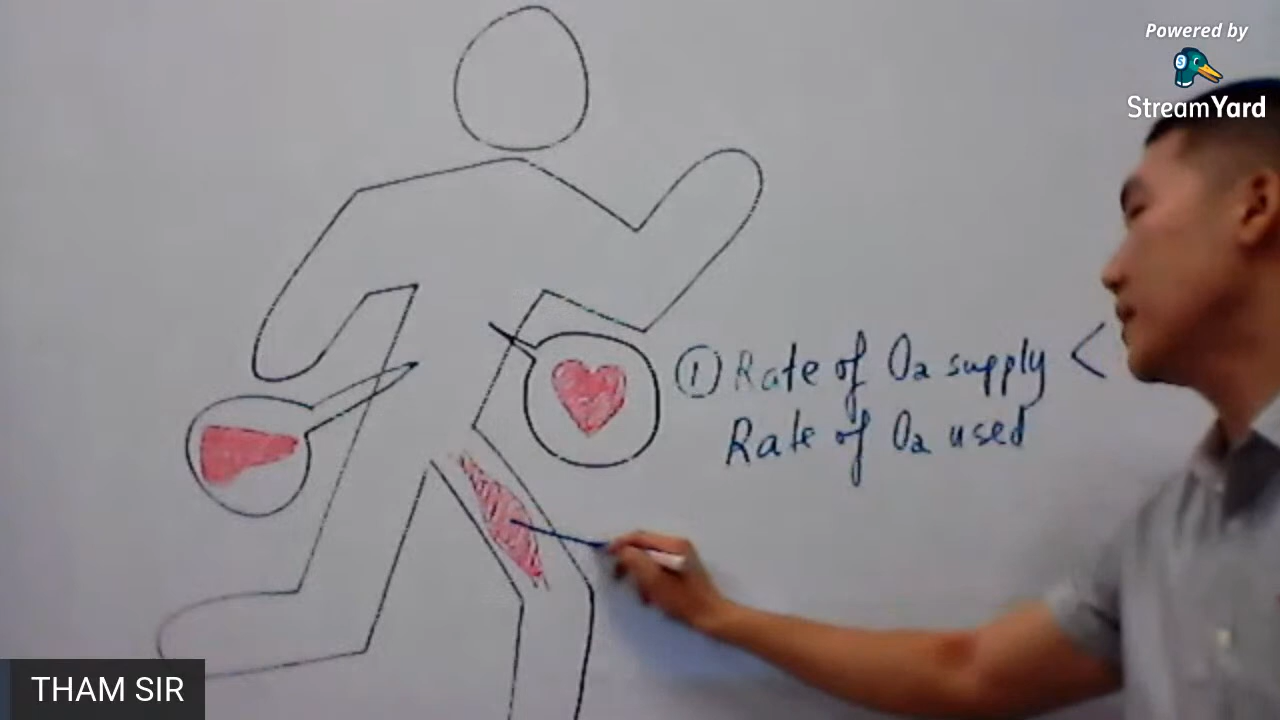 Powered by
StreamYard
① Rate of O₂ supply <
Rate of O₂ used
THAM SIR